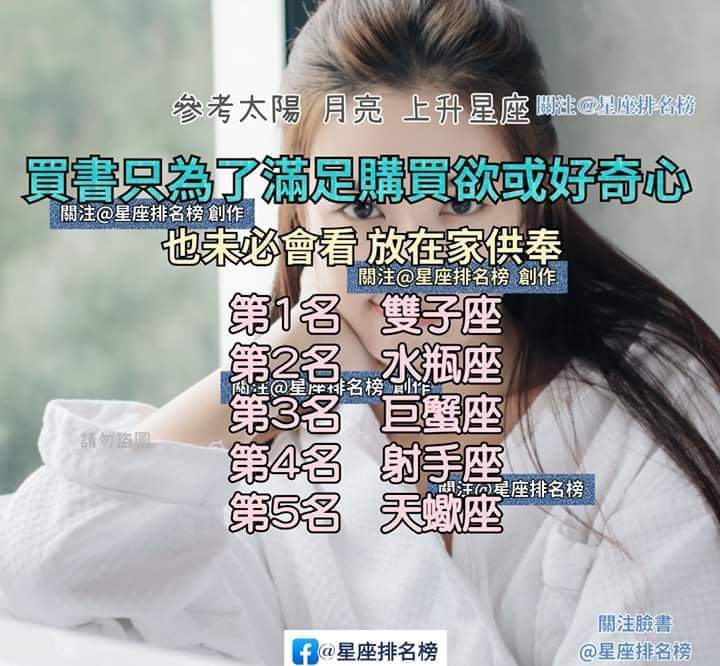 參考太陽 月亮 上升星座 關注@星座排名榜
買書只為了滿足購買欲或好奇心
關注@星座排名榜 創作
也未必會看 放在家供奉
關注@星座排名榜 創作
第1名 雙子座
第2名 水瓶座
關注@星座排名榜 創作
第3名 巨蟹座
請勿盜圖
第4名 射手座
關注@星座排名榜
第5名 天蠍座
關注臉書
@星座排名榜
@星座排名榜